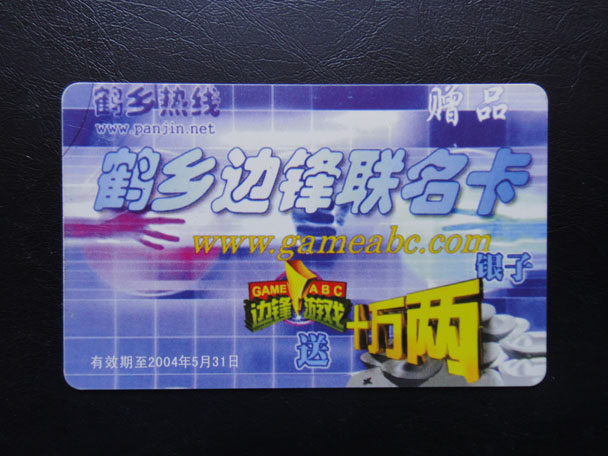 鹤乡热线
www.panjin.net
赠品
鹤乡边锋联名卡
www.gameabc.com
银子
GAME ABC
边锋游戏
送
十万两
有效期至2004年5月31日